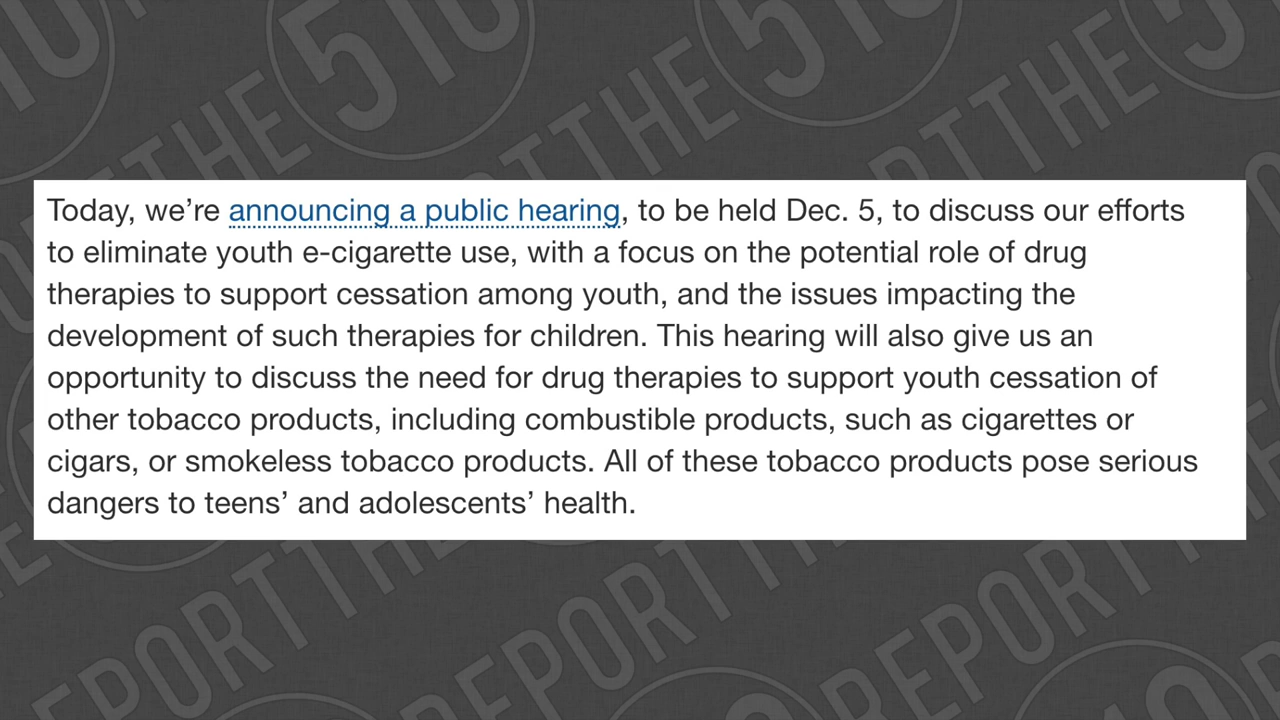 Today, we’re announcing a public hearing, to be held Dec. 5, to discuss our efforts
to eliminate youth e-cigarette use, with a focus on the potential role of drug
therapies to support cessation among youth, and the issues impacting the
development of such therapies for children. This hearing will also give us an
opportunity to discuss the need for drug therapies to support youth cessation of
other tobacco products, including combustible products, such as cigarettes or
cigars, or smokeless tobacco products. All of these tobacco products pose serious
dangers to teens’ and adolescents’ health.
THE
510
REPORT